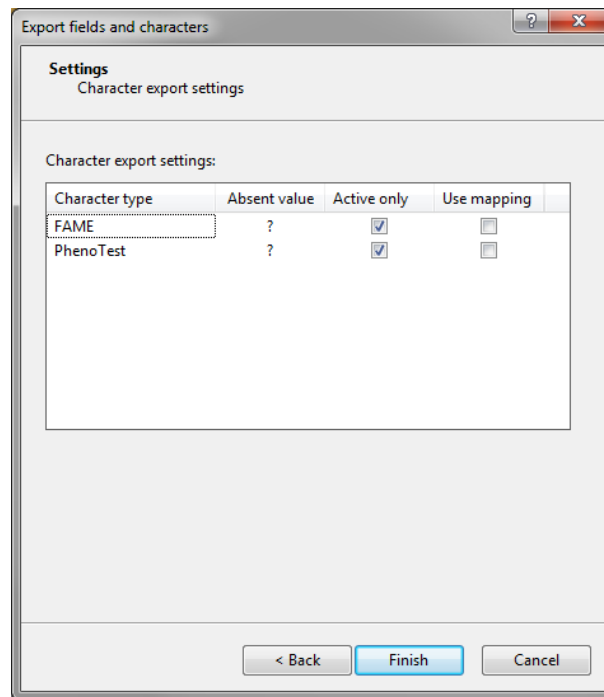 Export fields and characters
Settings
Character export settings
Character export settings:
Character type Absent value Active only Use mapping
FAME ?
PhenoTest ?
< Back Finish Cancel